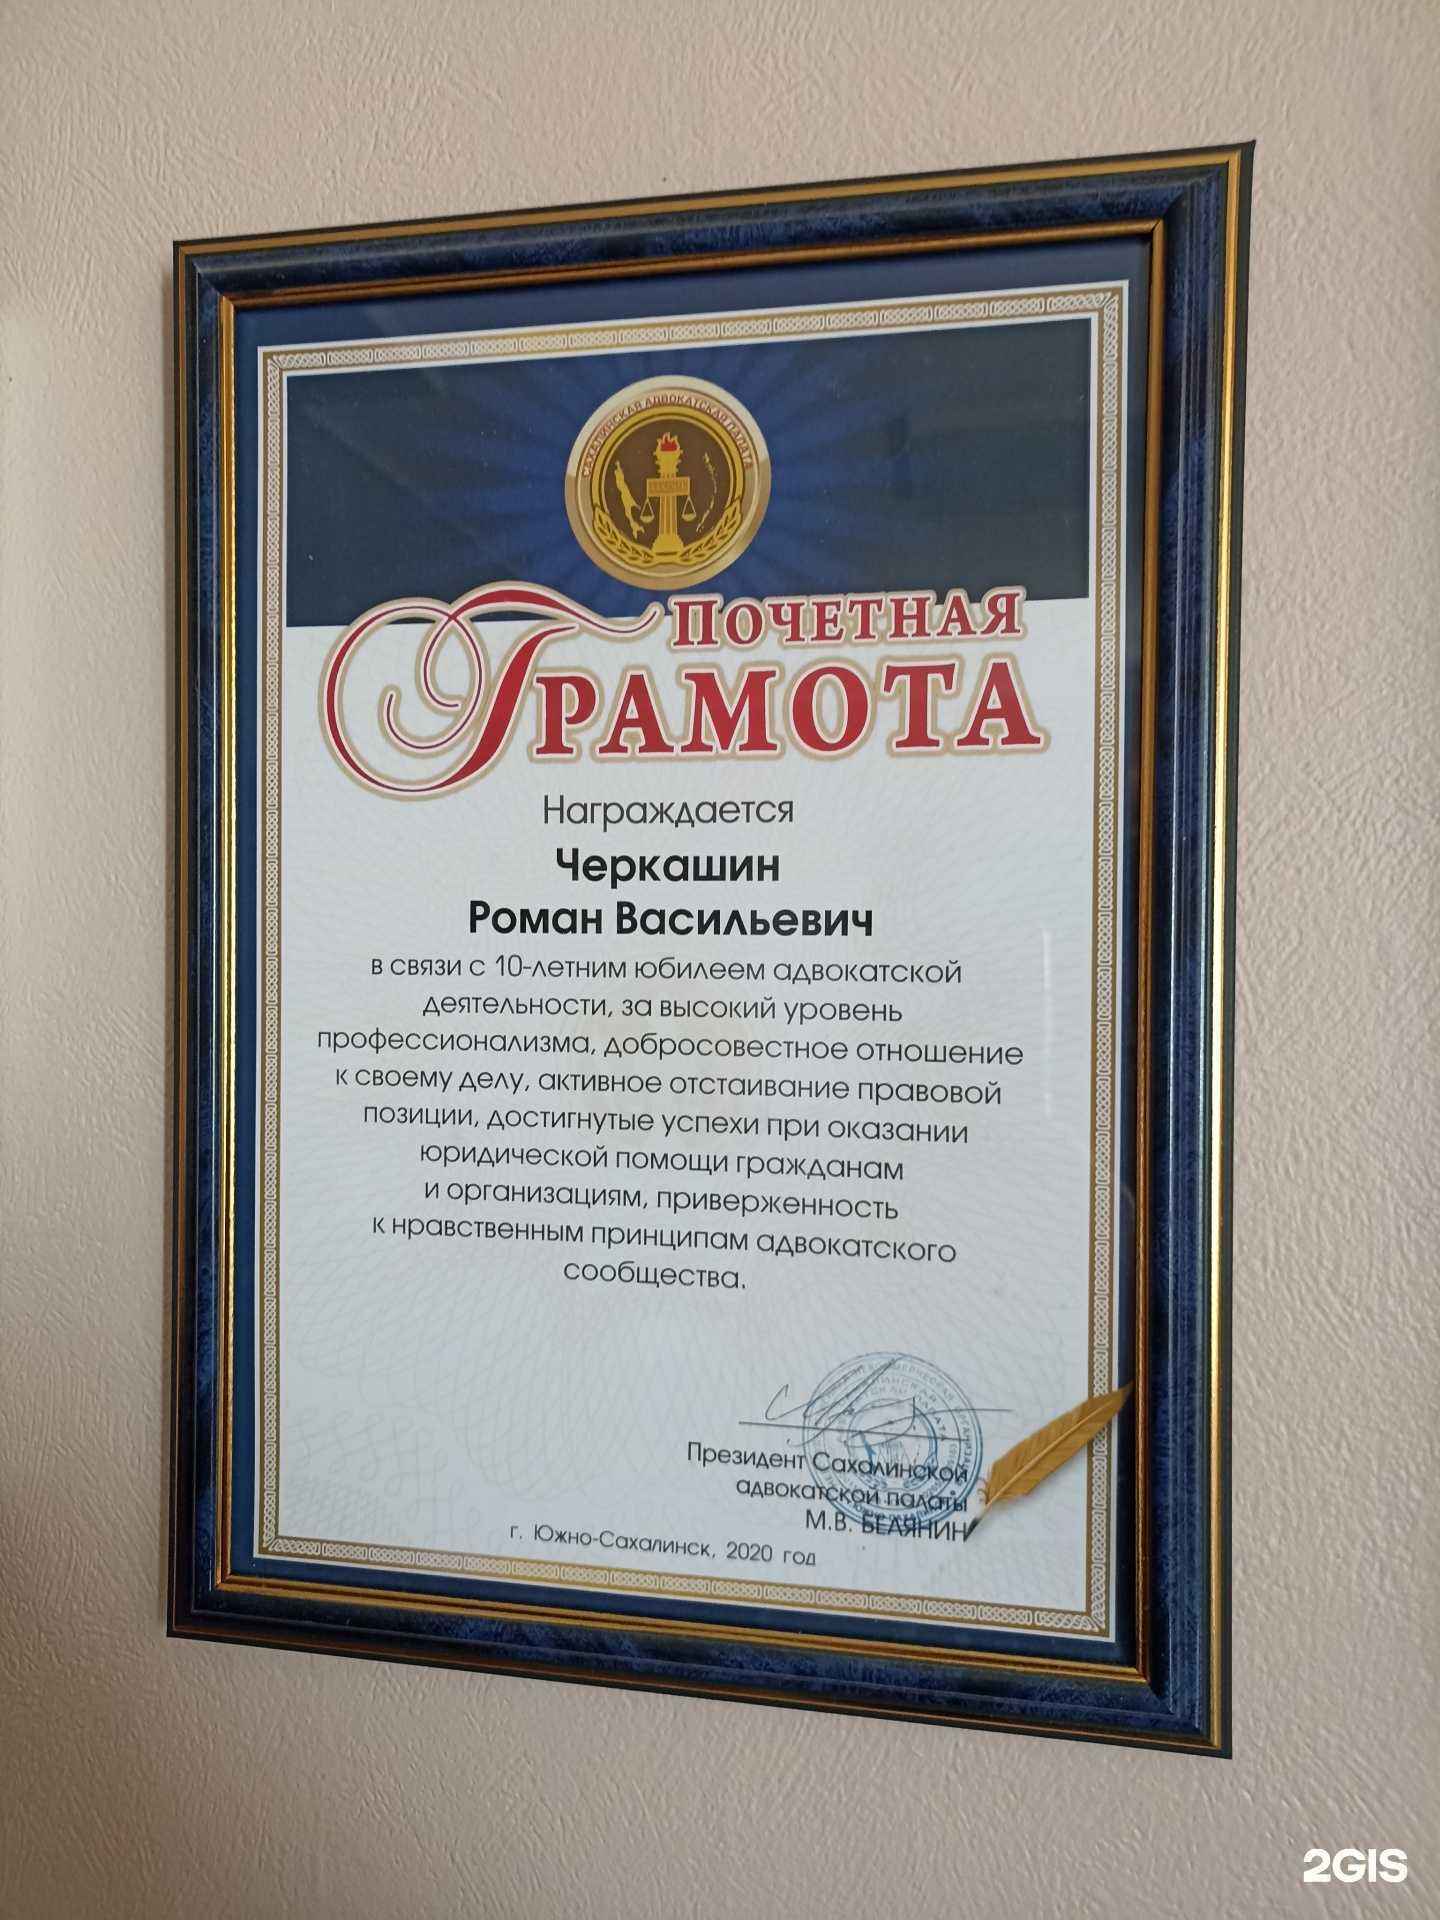 САХАЛИНСКАЯ АДВОКАТСКАЯ ПАЛАТА
ПОЧЕТНАЯ
ГРАМОТА
Награждается
Черкашин
Роман Васильевич
в связи с 10-летним юбилеем адвокатской
деятельности, за высокий уровень
профессионализма, добросовестное отношение
к своему делу, активное отстаивание правовой
позиции, достигнутые успехи при оказании
юридической помощи гражданам
и организациям, приверженность
к нравственным принципам адвокатского
сообщества.
Президент Сахалинской
адвокатской палаты
М.В. БЕЛЯНИН
г. Южно-Сахалинск, 2020 год
2GIS